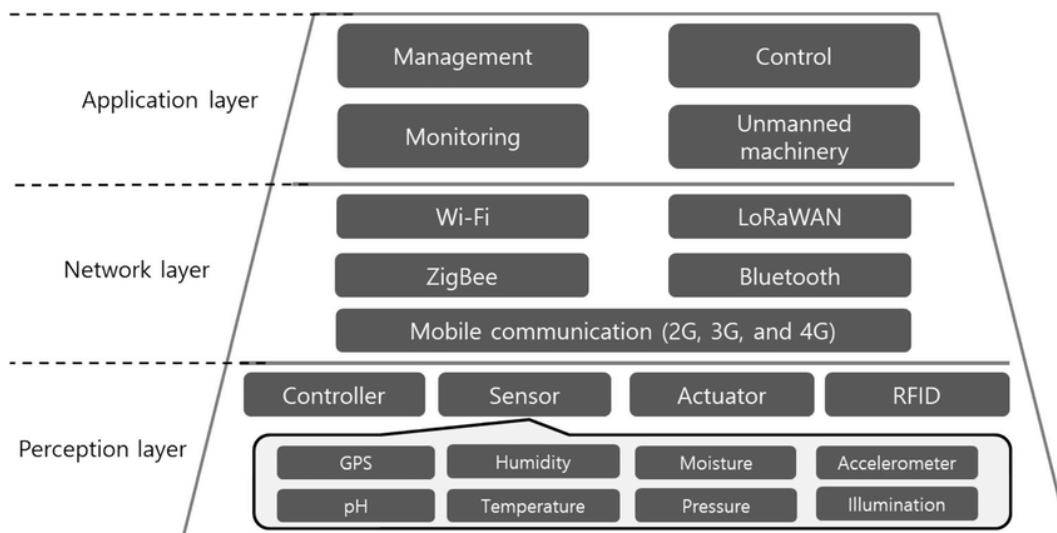 Application layer
Management
Control
Monitoring
Unmanned
machinery
Network layer
Wi-Fi
LoRaWAN
ZigBee
Bluetooth
Mobile communication (2G, 3G, and 4G)
Perception layer
Controller
Sensor
Actuator
RFID
GPS
Humidity
Moisture
Accelerometer
pH
Temperature
Pressure
Illumination